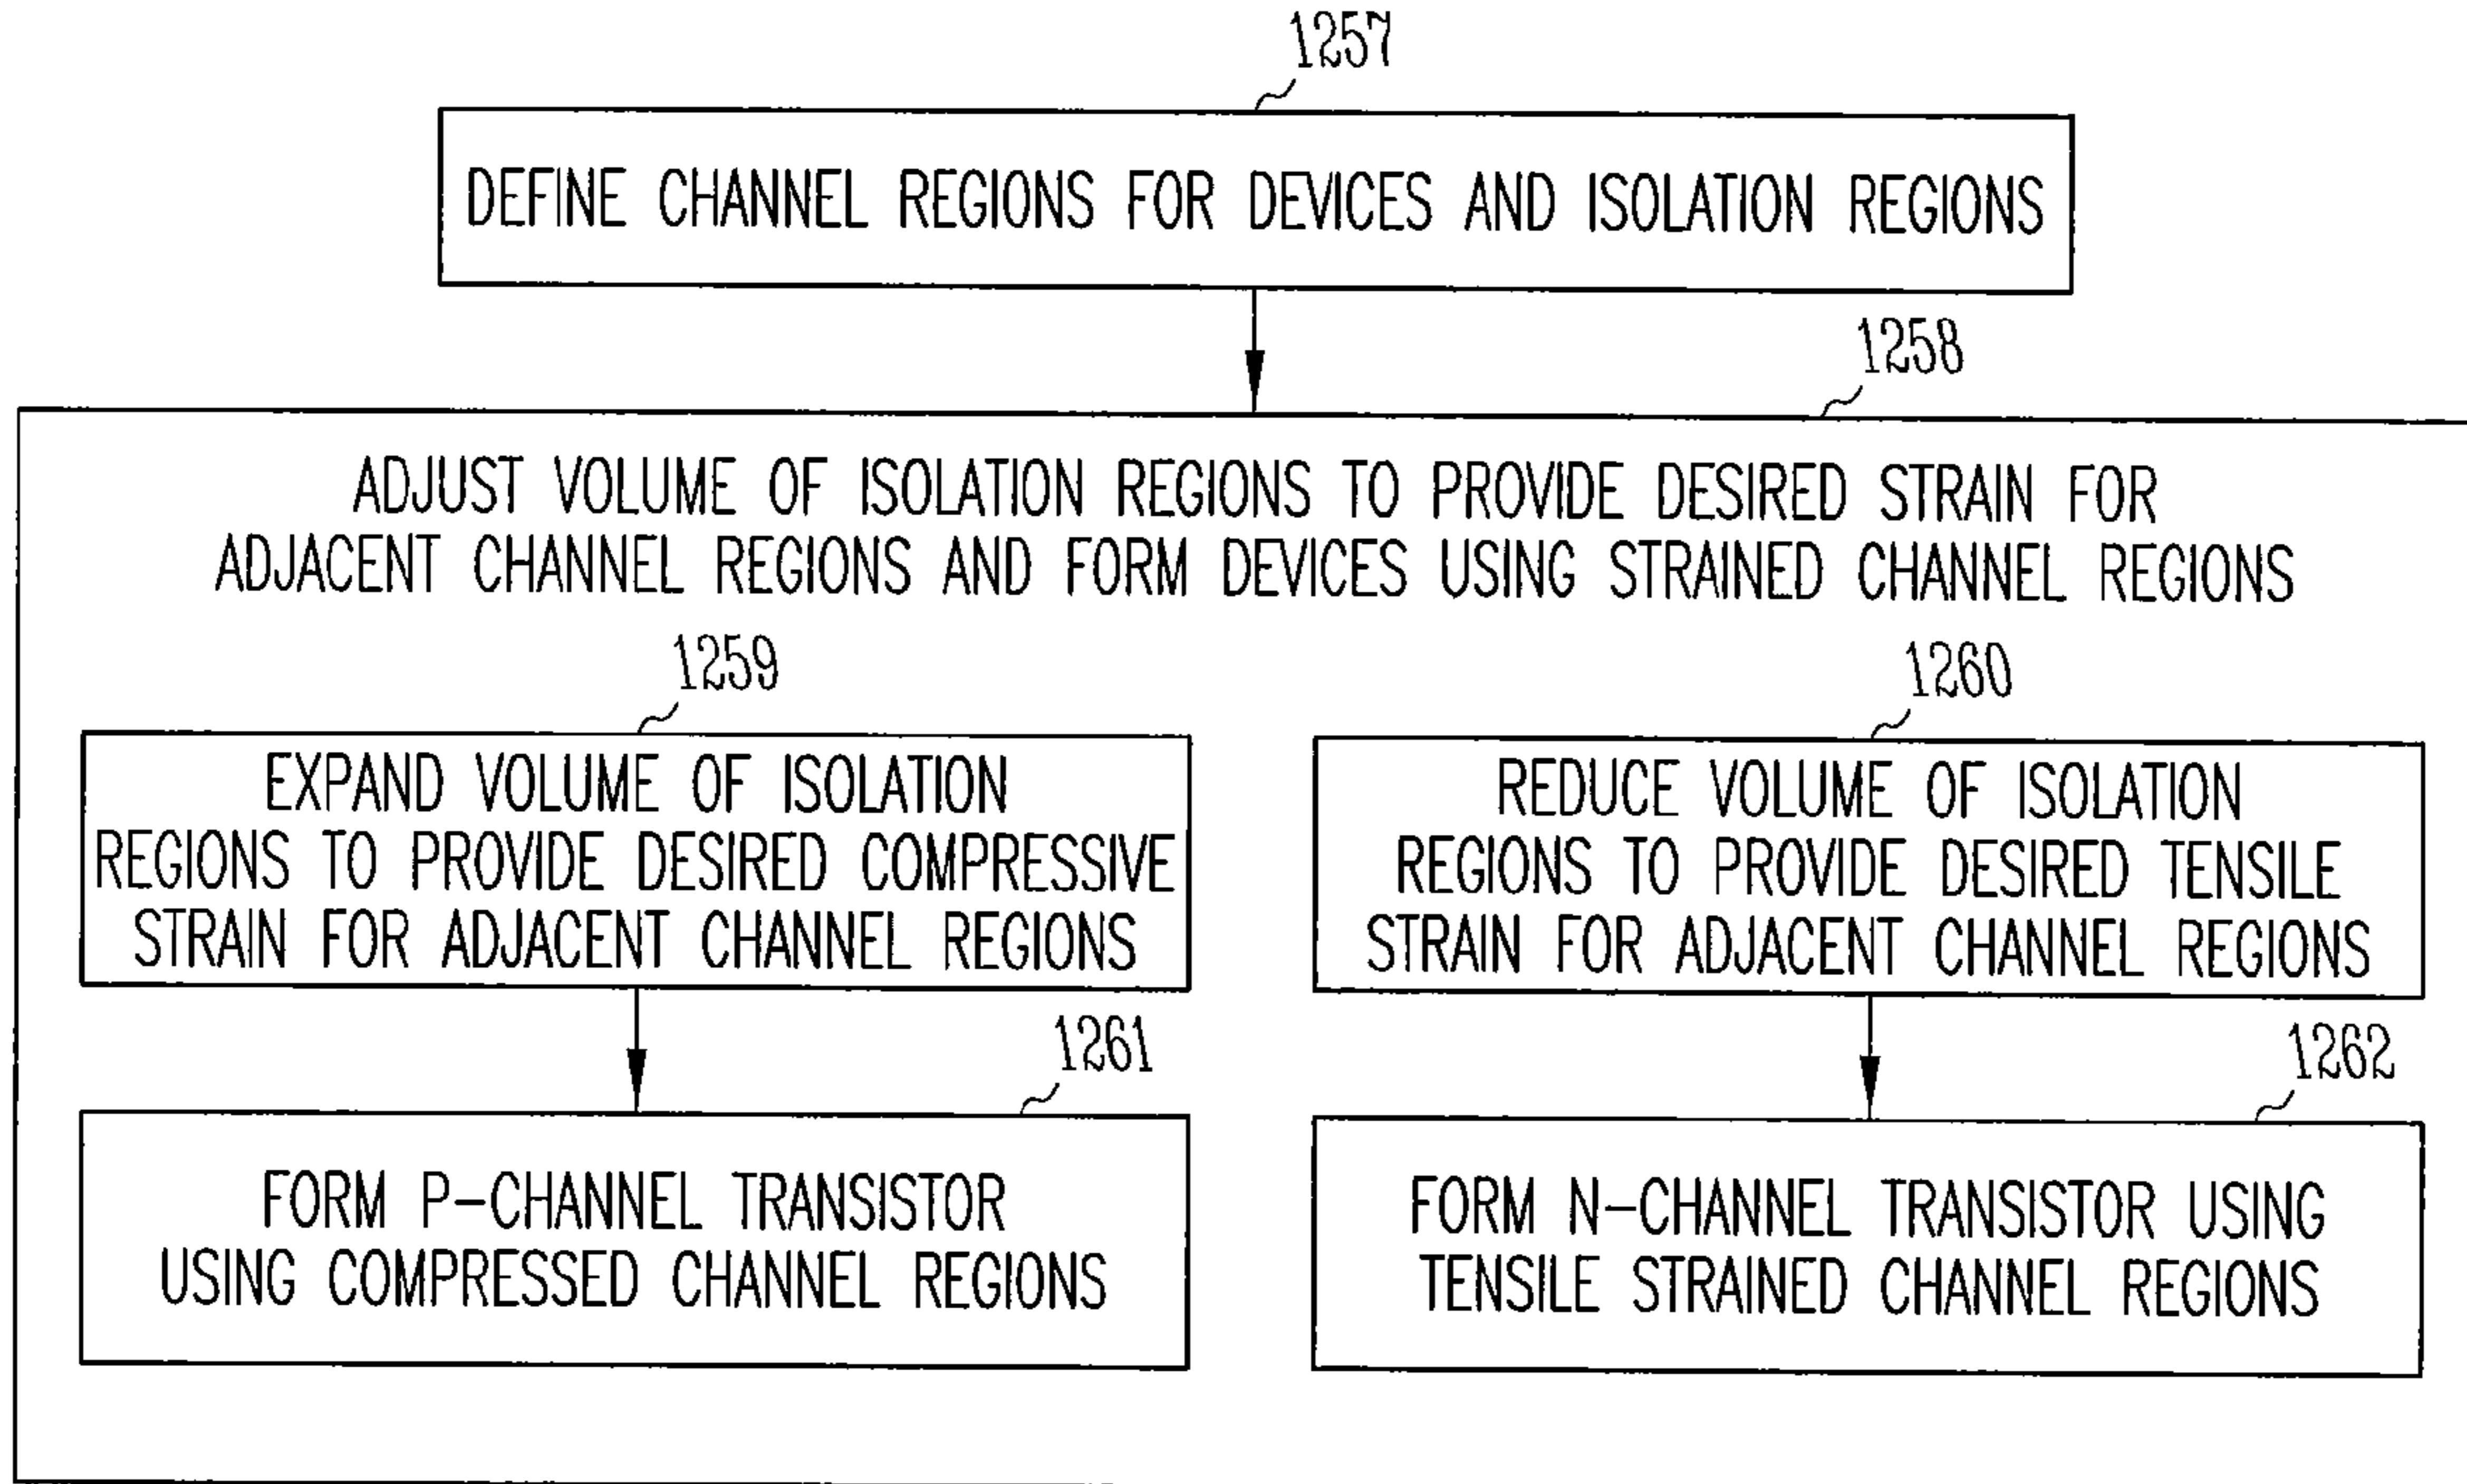 1257
DEFINE CHANNEL REGIONS FOR DEVICES AND ISOLATION REGIONS
1258
ADJUST VOLUME OF ISOLATION REGIONS TO PROVIDE DESIRED STRAIN FOR
ADJACENT CHANNEL REGIONS AND FORM DEVICES USING STRAINED CHANNEL REGIONS
1259
EXPAND VOLUME OF ISOLATION
REGIONS TO PROVIDE DESIRED COMPRESSIVE
STRAIN FOR ADJACENT CHANNEL REGIONS
1260
REDUCE VOLUME OF ISOLATION
REGIONS TO PROVIDE DESIRED TENSILE
STRAIN FOR ADJACENT CHANNEL REGIONS
1261
FORM P-CHANNEL TRANSISTOR
USING COMPRESSED CHANNEL REGIONS
1262
FORM N-CHANNEL TRANSISTOR USING
TENSILE STRAINED CHANNEL REGIONS